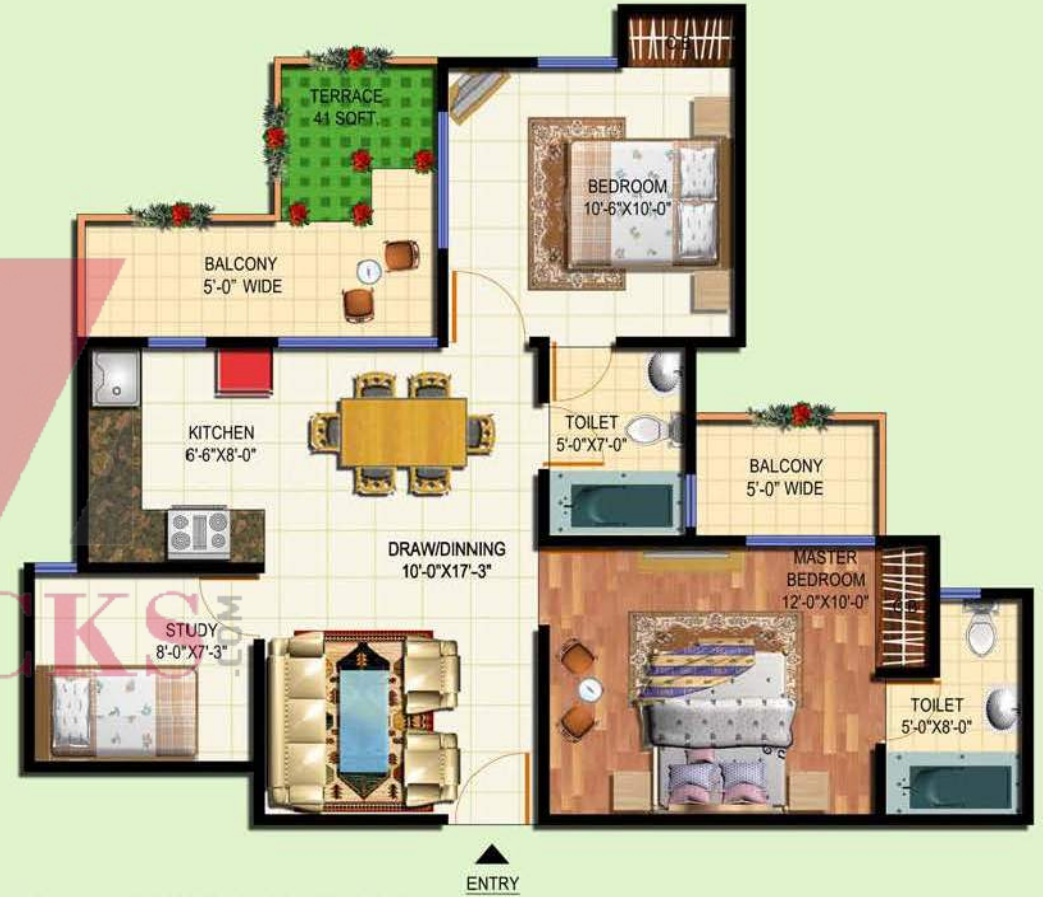 C.B
TERRACE
41 SQFT.
BEDROOM
10'-6"X10'-0"
BALCONY
5'-0" WIDE
KITCHEN
6'-6"X8'-0"
TOILET
5'-0"X7'-0"
BALCONY
5'-0" WIDE
DRAW/DINNING
10'-0"X17'-3"
MASTER
BEDROOM
12'-0"X10'-0"
C.B
STUDY
8'-0"X7'-3"
CKS
.COM
TOILET
5'-0"X8'-0"
ENTRY